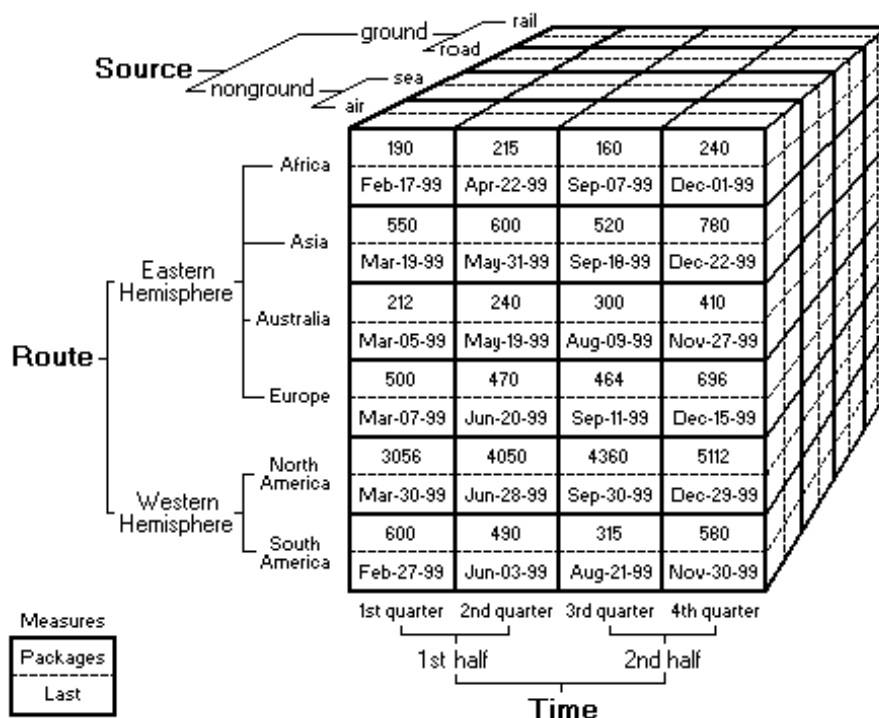 rail
ground
road
Source
sea
nonground
air
190 215 160 240
Africa
Feb-17-99 Apr-22-99 Sep-07-99 Dec-01-99
550 600 520 780
Asia
Mar-19-99 May-31-99 Sep-18-99 Dec-22-99
Eastern
Hemisphere
212 240 300 410
Australia
Mar-05-99 May-19-99 Aug-09-99 Nov-27-99
Route
500 470 464 696
Europe
Mar-07-99 Jun-20-99 Sep-11-99 Dec-15-99
3056 4050 4360 5112
North
America
Mar-30-99 Jun-28-99 Sep-30-99 Dec-29-99
Western
Hemisphere
600 490 315 580
South
America
Feb-27-99 Jun-03-99 Aug-21-99 Nov-30-99
1st quarter 2nd quarter 3rd quarter 4th quarter
Measures
Packages
Last
1st half 2nd half
Time